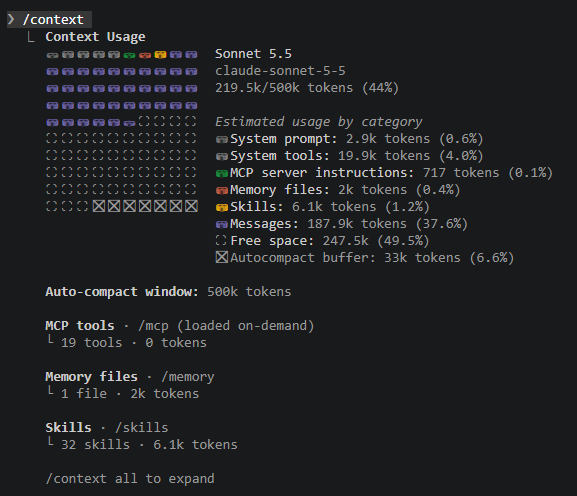 ❯ /context
└ Context Usage
Sonnet 5.5
claude-sonnet-5-5
219.5k/500k tokens (44%)
Estimated usage by category
System prompt: 2.9k tokens (0.6%)
System tools: 19.9k tokens (4.0%)
MCP server instructions: 717 tokens (0.1%)
Memory files: 2k tokens (0.4%)
Skills: 6.1k tokens (1.2%)
Messages: 187.9k tokens (37.6%)
Free space: 247.5k (49.5%)
Autocompact buffer: 33k tokens (6.6%)
Auto-compact window: 500k tokens
MCP tools · /mcp (loaded on-demand)
└ 19 tools · 0 tokens
Memory files · /memory
└ 1 file · 2k tokens
Skills · /skills
└ 32 skills · 6.1k tokens
/context all to expand